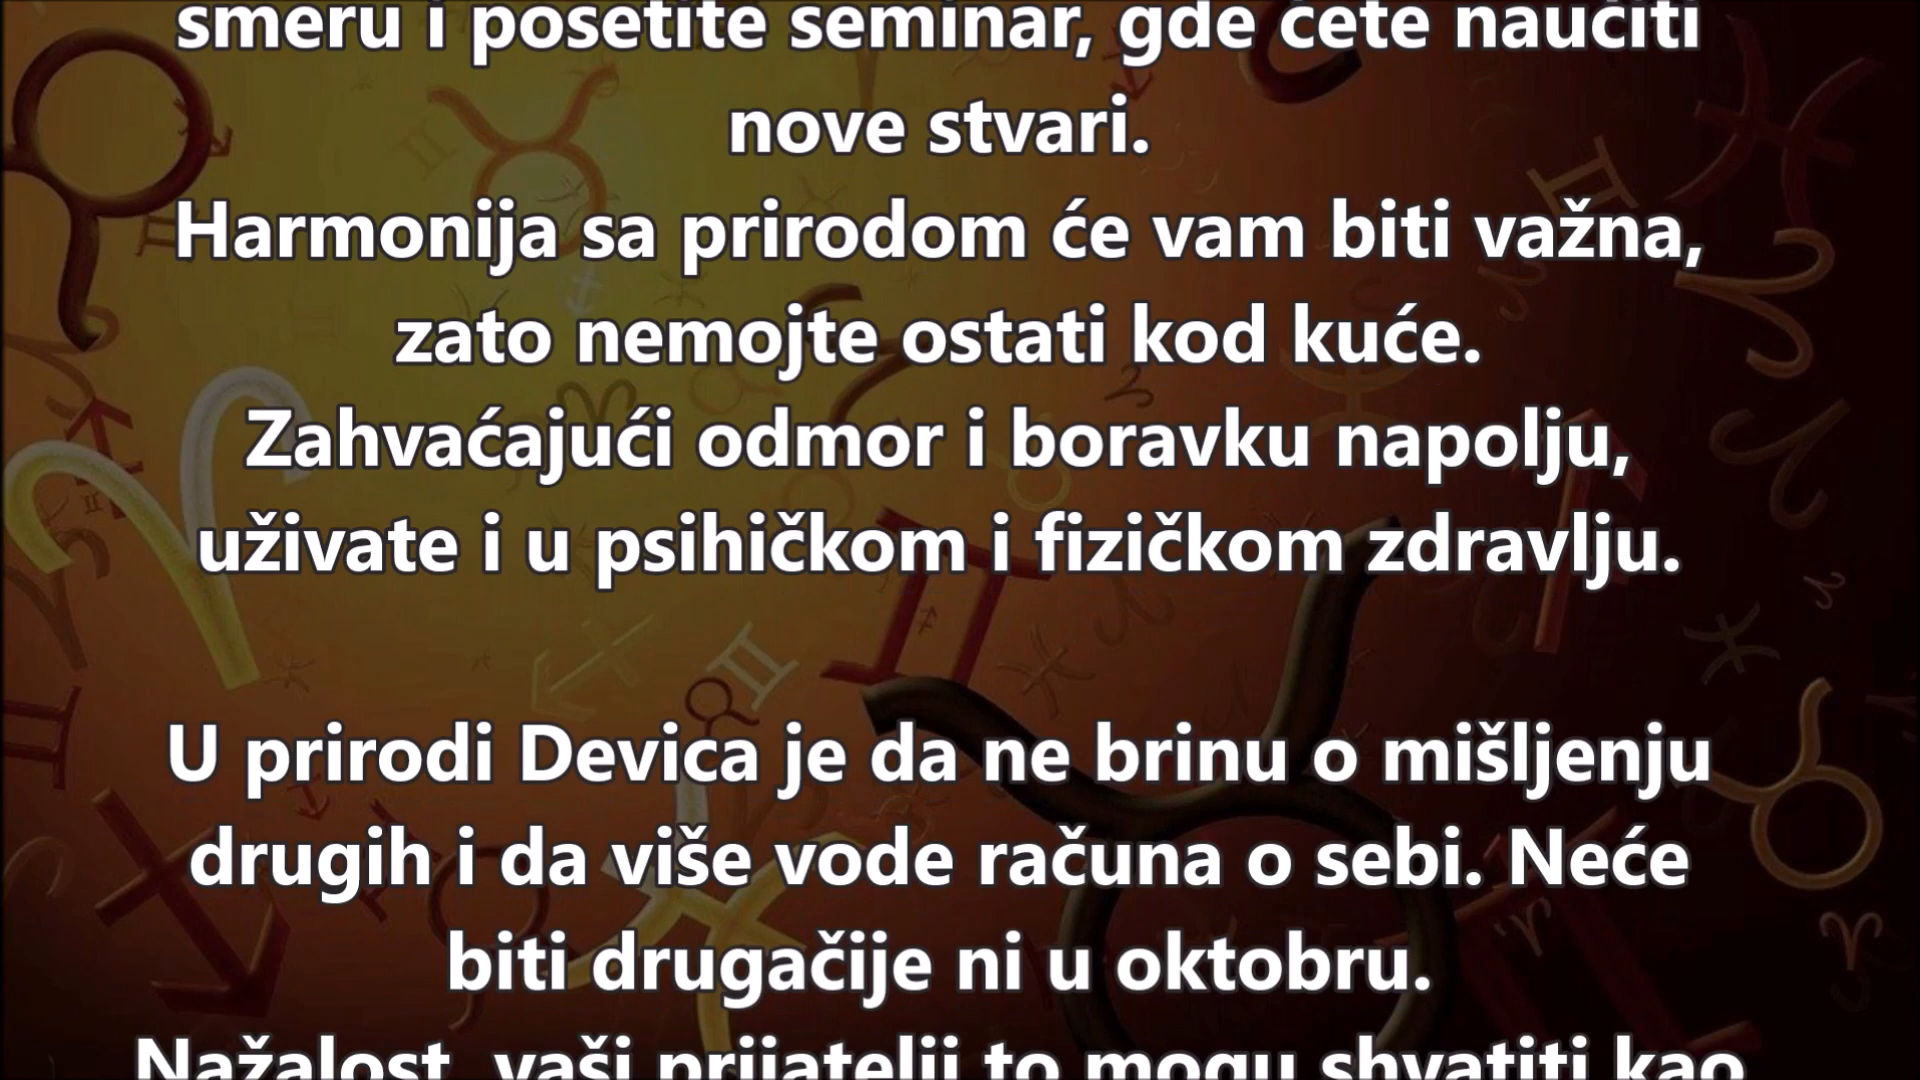 smeru i posetite seminar, gde ćete naučiti
nove stvari.
Harmonija sa prirodom će vam biti važna,
zato nemojte ostati kod kuće.
Zahvaćajući odmor i boravku napolju,
uživate i u psihičkom i fizičkom zdravlju.
U prirodi Devica je da ne brinu o mišljenju
drugih i da više vode računa o sebi. Neće
biti drugačije ni u oktobru.
Nažalost, vaši prijatelji to mogu shvatiti kao